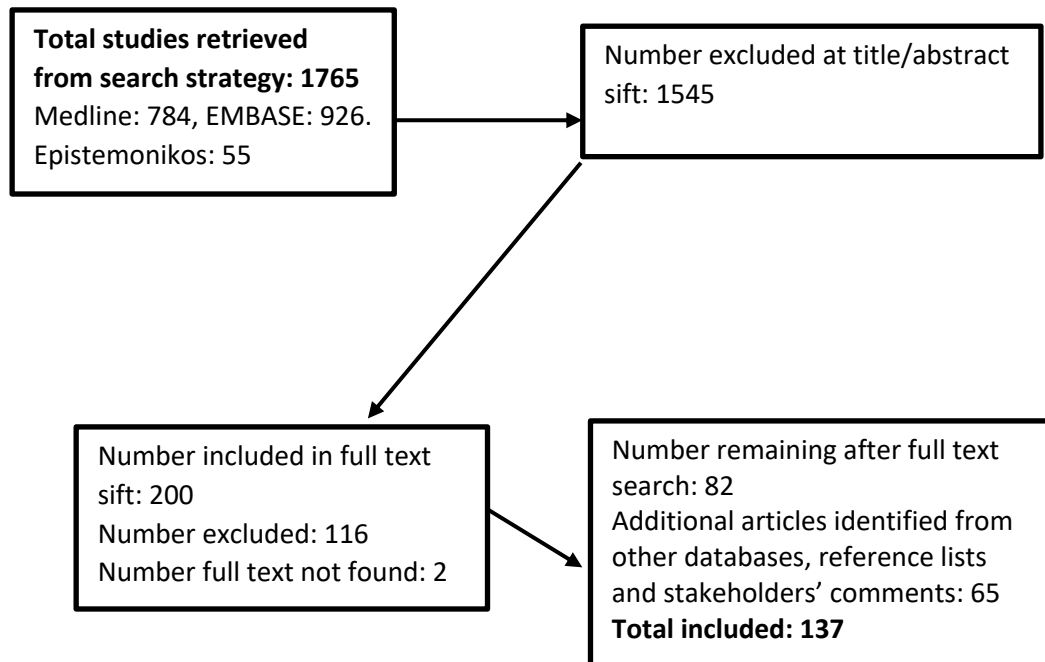 Total studies retrieved
from search strategy: 1765
Medline: 784, EMBASE: 926.
Epistemonikos: 55
Number excluded at title/abstract
sift: 1545
Number included in full text
sift: 200
Number excluded: 116
Number full text not found: 2
Number remaining after full text
search: 82
Additional articles identified from
other databases, reference lists
and stakeholders’ comments: 65
Total included: 137